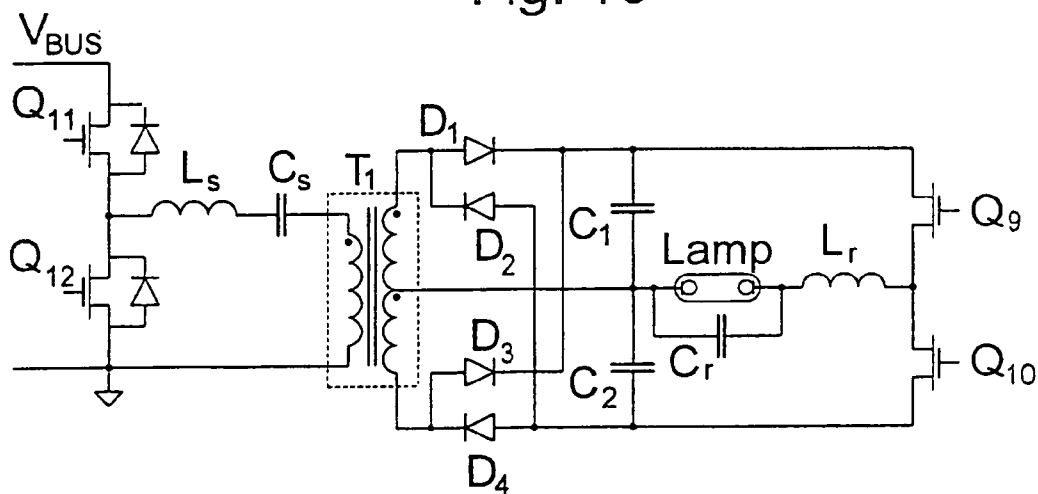 V_BUS
Q_11
L_s
C_s
T_1
D_1
D_2
C_1
Lamp
L_r
Q_9
Q_12
D_3
C_2
C_r
Q_10
D_4